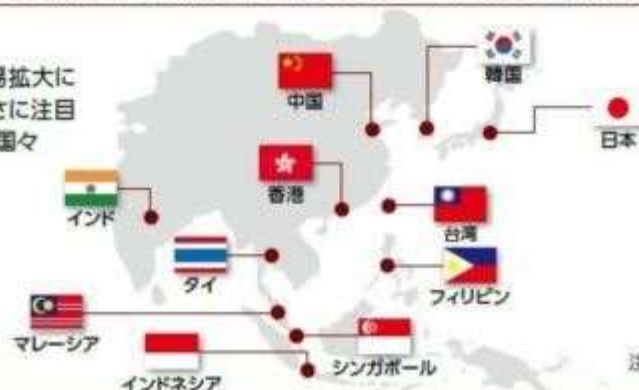 易拡大に
さに注目
国々
中国
韓国
日本
香港
インド
台湾
タイ
フィリピン
マレーシア
シンガポール
インドネシア